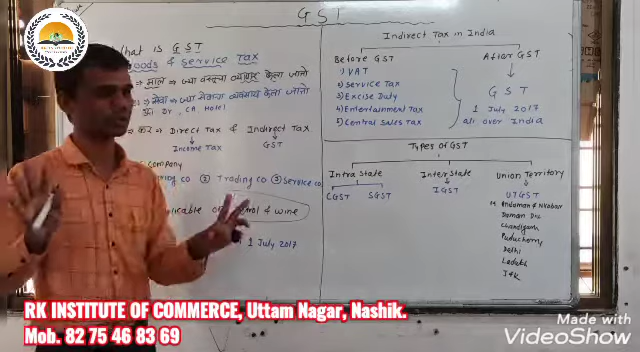 GST
What is GST
Goods & Service Tax
⇒ माल ⇒ ज्या वस्तूचा व्यापार केला जातो
सेवा ⇒ ज्या सेवांचा व्यवसाय केला जातो
Dr, CA Hotel
⇒ कर ⇒ Direct Tax & Indirect Tax
Income Tax GST
Company
② Trading co ③ Service co
& wine
1 July 2017
Indirect Tax in India
Before GST
1) VAT
2) Service Tax
3) Excise Duty
4) Entertainment Tax
5) Central Sales Tax
After GST
GST
1 July 2017
all over India
Types of GST
Intra State
CGST SGST
Inter State
IGST
Union Territory
UTGST
Andaman & Nicobar
Daman Diu
Chandigarh
Puducherry
Delhi
Ladakh
J&K
RK INSTITUTE OF COMMERCE, Uttam Nagar, Nashik.
Mob. 82 75 46 83 69
Made with
VideoShow